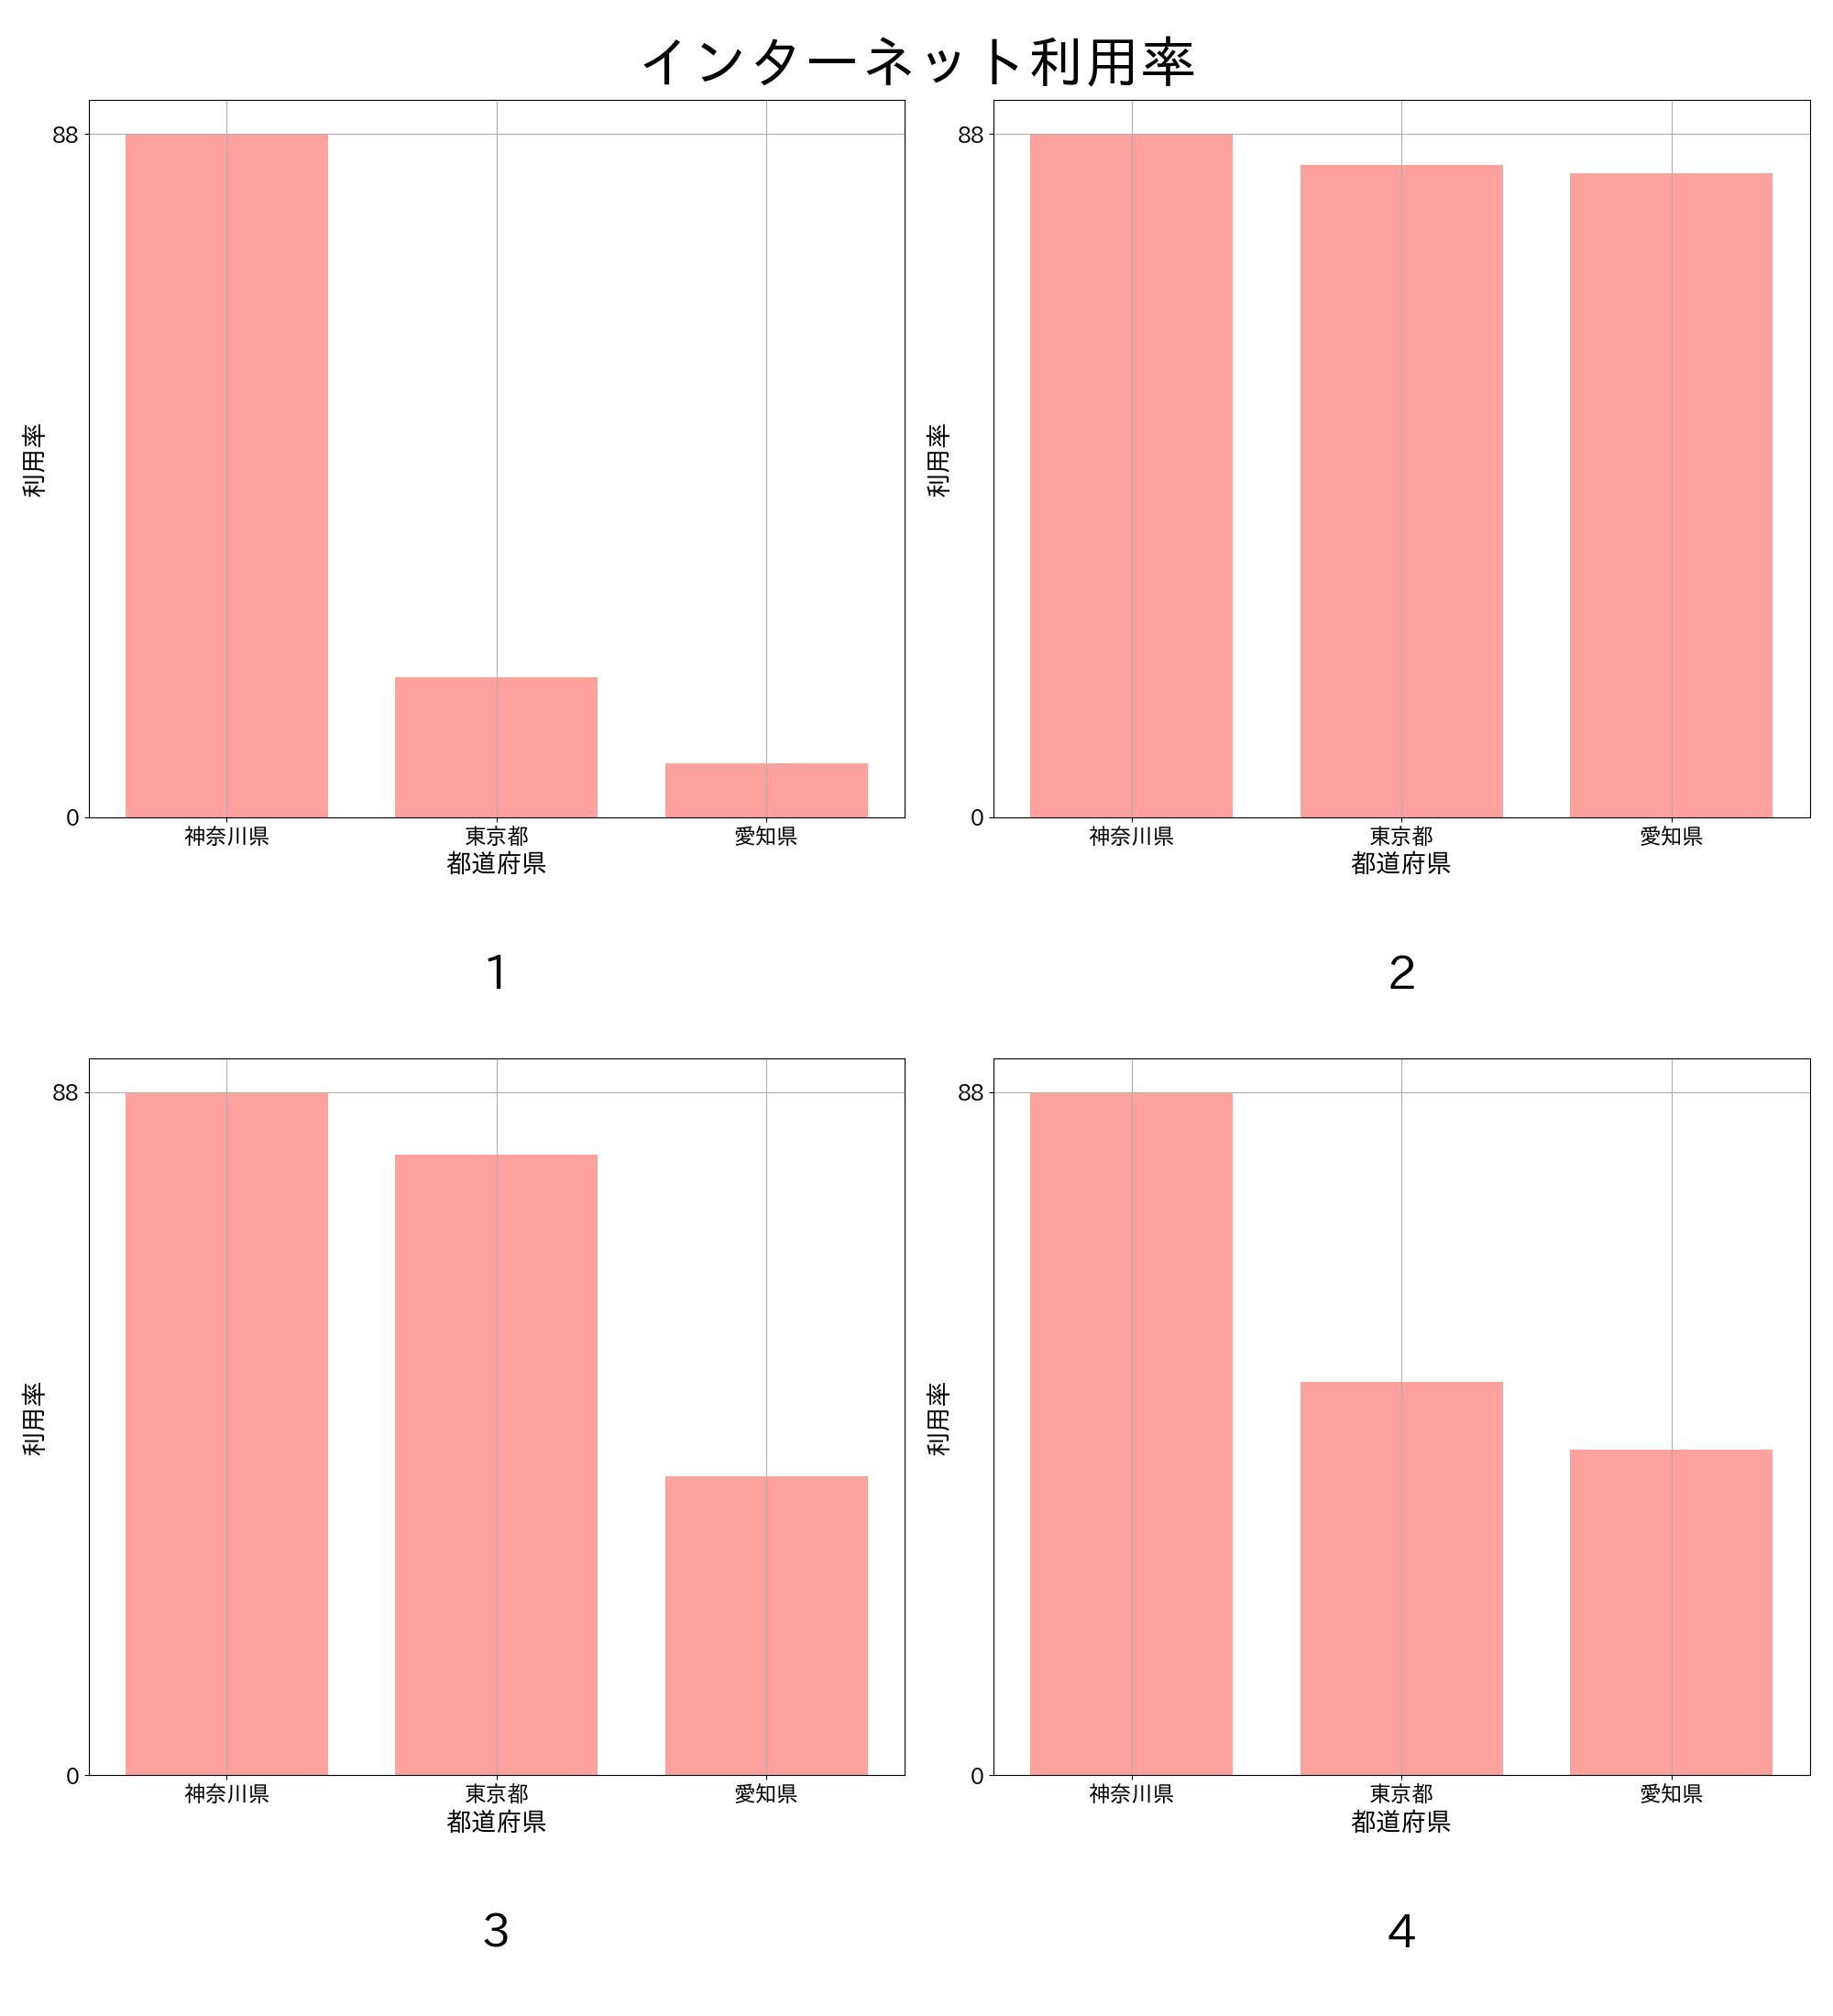 インターネット利用率
88
0
利用率
神奈川県 東京都 愛知県
都道府県
1
88
0
利用率
神奈川県 東京都 愛知県
都道府県
2
88
0
利用率
神奈川県 東京都 愛知県
都道府県
3
88
0
利用率
神奈川県 東京都 愛知県
都道府県
4